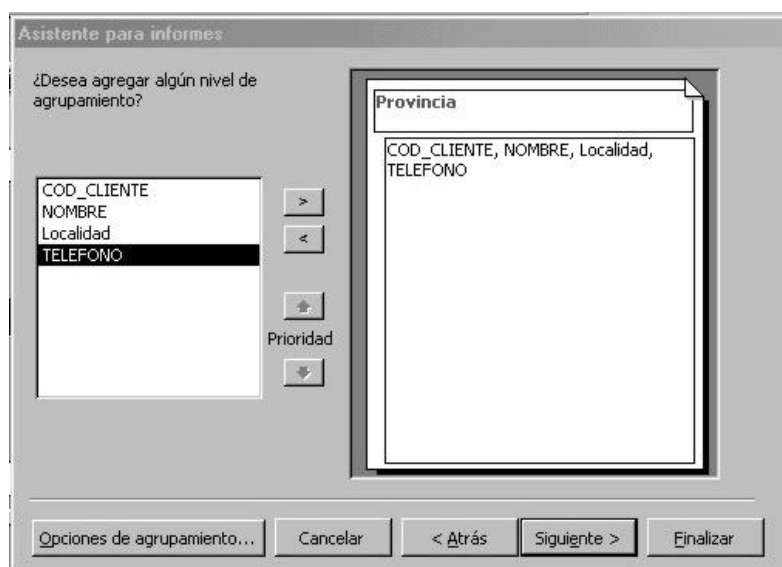 Asistente para informes
¿Desea agregar algún nivel de
agrupamiento?
COD_CLIENTE
NOMBRE
Localidad
TELEFONO
>
<
Prioridad
Provincia
COD_CLIENTE, NOMBRE, Localidad,
TELEFONO
Opciones de agrupamiento...
Cancelar
< Atrás
Siguiente >
Finalizar